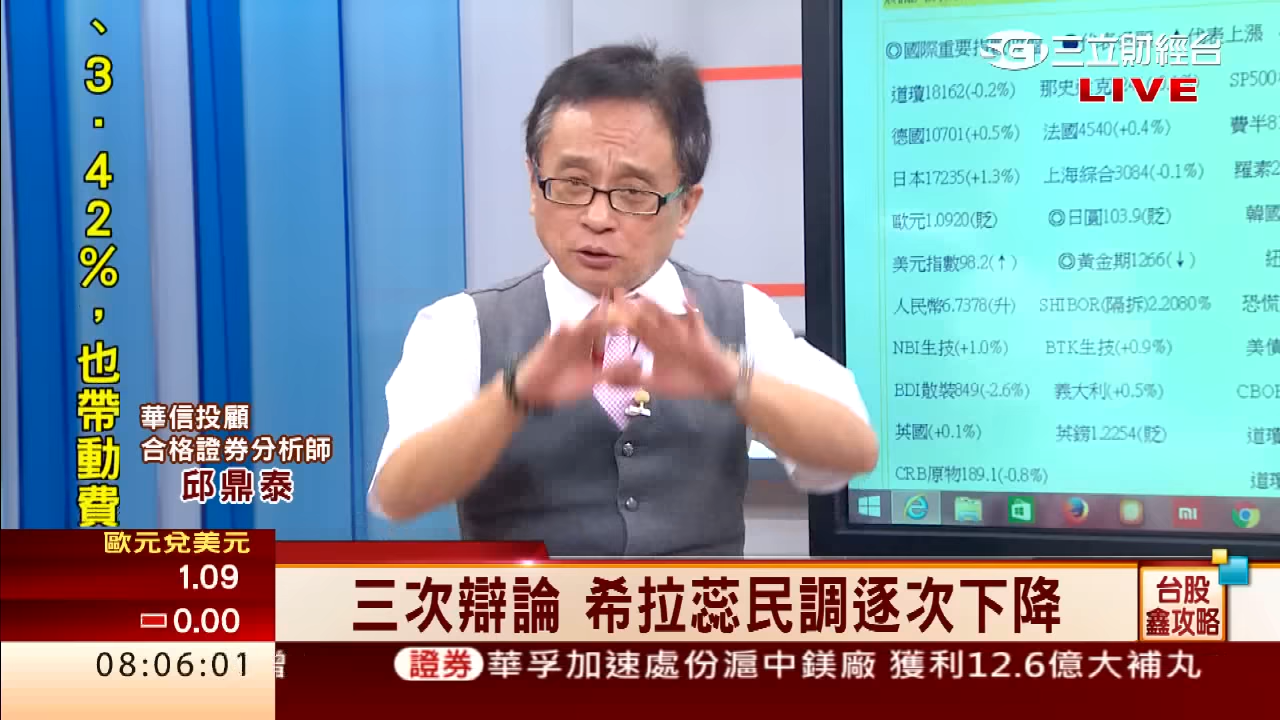 、3.42%，也帶動費
三立財經台
LIVE
◎國際重要
道瓊18162(-0.2%)
那史
SP500
德國10701(+0.5%)
法國4540(+0.4%)
費半8
日本17235(+1.3%)
上海綜合3084(-0.1%)
羅素2
歐元1.0920(貶)
◎日圓103.9(貶)
韓國
美元指數98.2(↑)
◎黃金期1266(↓)
紐
人民幣6.7378(升)
SHIBOR(隔拆)2.2080%
恐慌
NBI生技(+1.0%)
BTK生技(+0.9%)
美債
BDI散裝849(-2.6%)
義大利(+0.5%)
CBO
英國(+0.1%)
英鎊1.2254(貶)
道瓊
CRB原物189.1(-0.8%)
道瓊
mi
華信投顧
合格證券分析師
邱鼎泰
歐元兌美元
1.09
0.00
08:06:01
三次辯論 希拉蕊民調逐次下降
台股
鑫攻略
證券 華孚加速處份滬中鎂廠 獲利12.6億大補丸